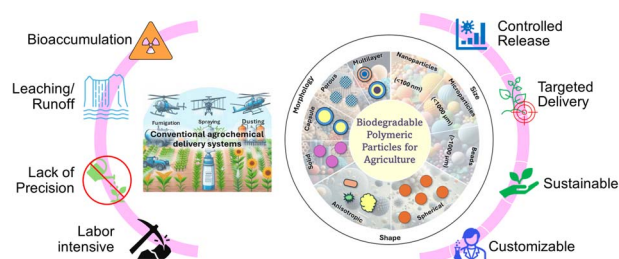 Bioaccumulation
Leaching/
Runoff
Lack of
Precision
Labor
intensive
Fumigation
Spraying
Dusting
Conventional agrochemical
delivery systems
Morphology
Size
Shape
Multilayer
Porous
Capsule
Solid
Nanoparticles
(<100 nm)
Microparticles
(<1000 µm)
Beads
(>1000 µm)
Spherical
Anisotropic
Biodegradable
Polymeric
Particles for
Agriculture
Controlled
Release
Targeted
Delivery
Sustainable
Customizable